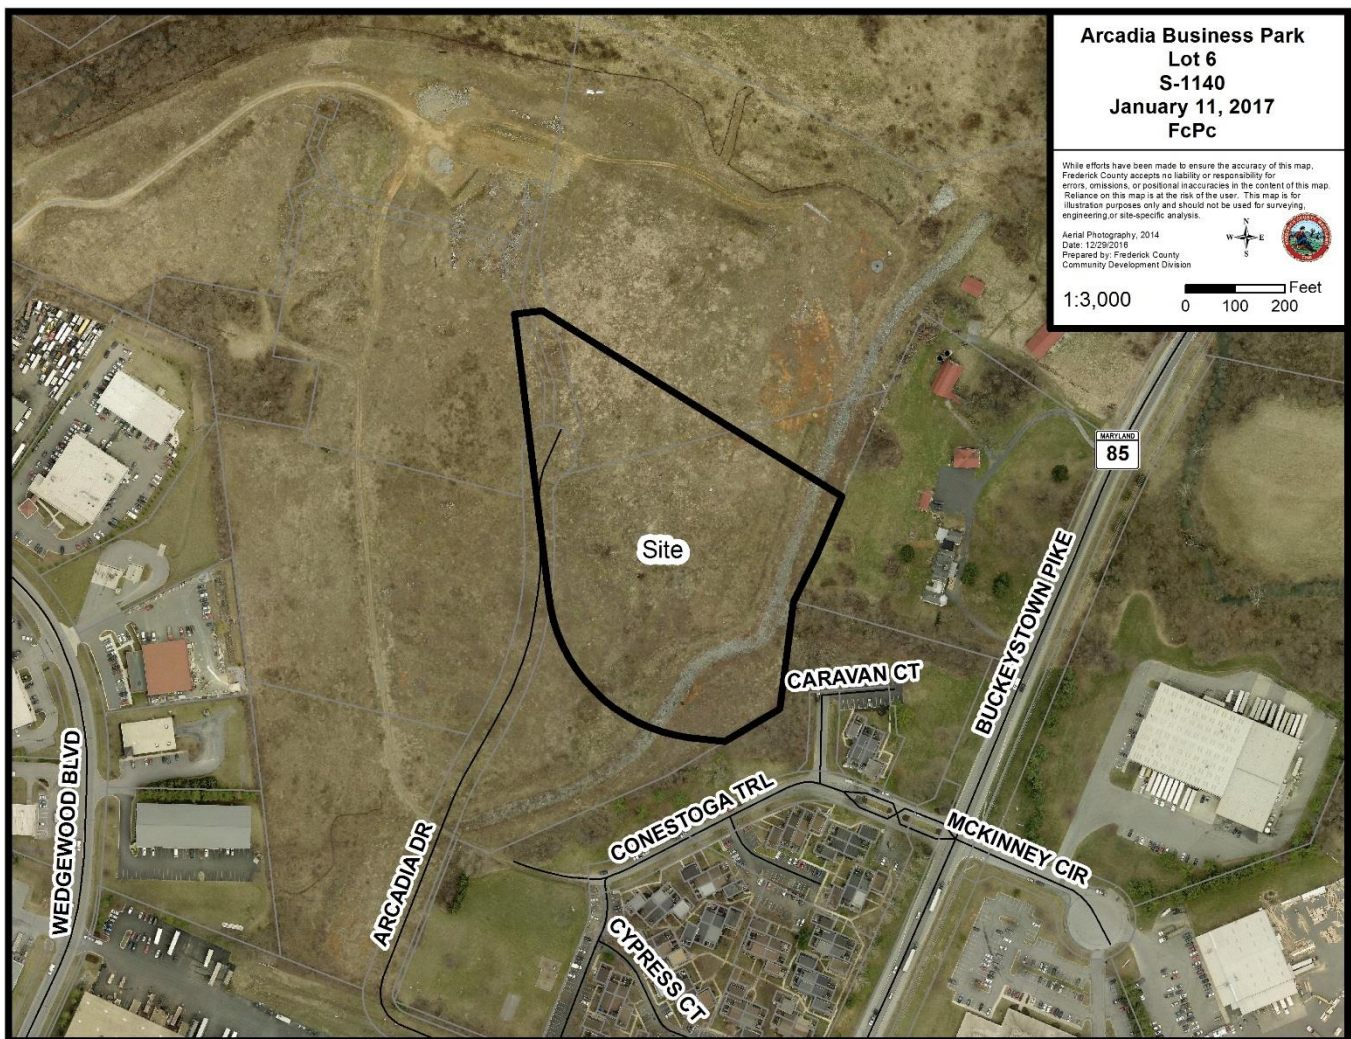 Arcadia Business Park
Lot 6
S-1140
January 11, 2017
FcPc
While efforts have been made to ensure the accuracy of this map,
Frederick County accepts no liability or responsibility for
errors, omissions, or positional inaccuracies in the content of this map.
Reliance on this map is at the risk of the user. This map is for
illustration purposes only and should not be used for surveying,
engineering,or site-specific analysis.
Aerial Photography, 2014
Date: 12/29/2016
Prepared by: Frederick County
Community Development Division
N
W E
S
1:3,000
Feet
0 100 200
MARYLAND
85
Site
BUCKEYSTOWN PIKE
CARAVAN CT
WEDGEWOOD BLVD
ARCADIA DR
CONESTOGA TRL
MCKINNEY CIR
CYPRESS CT